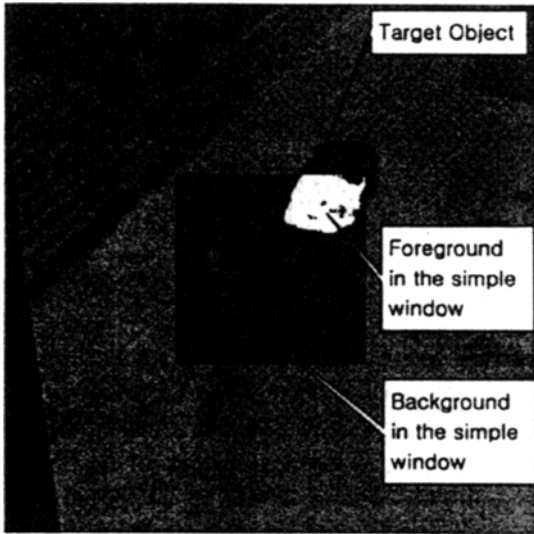 Target Object
Foreground
in the simple
window
Background
in the simple
window